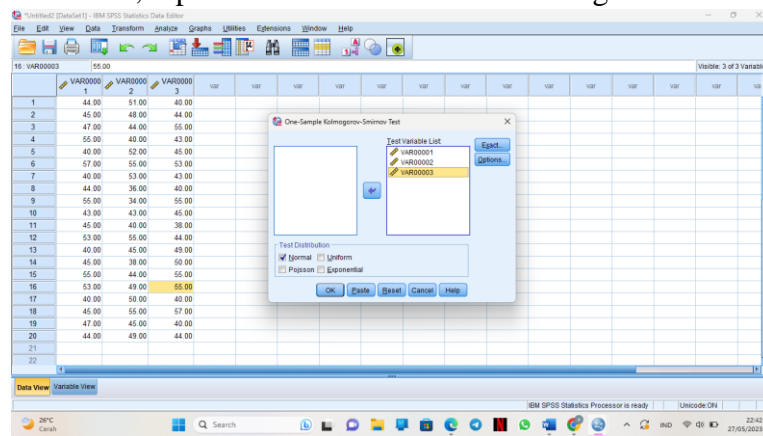 *Untitled2 [DataSet1] - IBM SPSS Statistics Data Editor
File Edit View Data Transform Analyze Graphs Utilities Extensions Window Help
16 : VAR00003 55.00 Visible: 3 of 3 Variabl
VAR0000 1 VAR0000 2 VAR0000 3 var var var var var var var var var var var var va
1 44.00 51.00 40.00
2 45.00 48.00 44.00
3 47.00 44.00 55.00
4 55.00 40.00 43.00
5 40.00 52.00 45.00
6 57.00 55.00 53.00
7 40.00 53.00 43.00
8 44.00 36.00 40.00
9 55.00 34.00 55.00
10 43.00 43.00 45.00
11 45.00 40.00 38.00
12 53.00 55.00 44.00
13 40.00 45.00 49.00
14 45.00 38.00 50.00
15 55.00 44.00 55.00
16 53.00 49.00 55.00
17 40.00 50.00 40.00
18 45.00 55.00 57.00
19 47.00 45.00 40.00
20 44.00 49.00 44.00
21
22
One-Sample Kolmogorov-Smirnov Test
Test Variable List:
VAR00001
VAR00002
VAR00003
Exact...
Options...
Test Distribution
Normal Uniform
Poisson Exponential
OK Paste Reset Cancel Help
Data View Variable View
IBM SPSS Statistics Processor is ready Unicode:ON
26°C
Cerah
Search
IND
22:42
27/05/2023